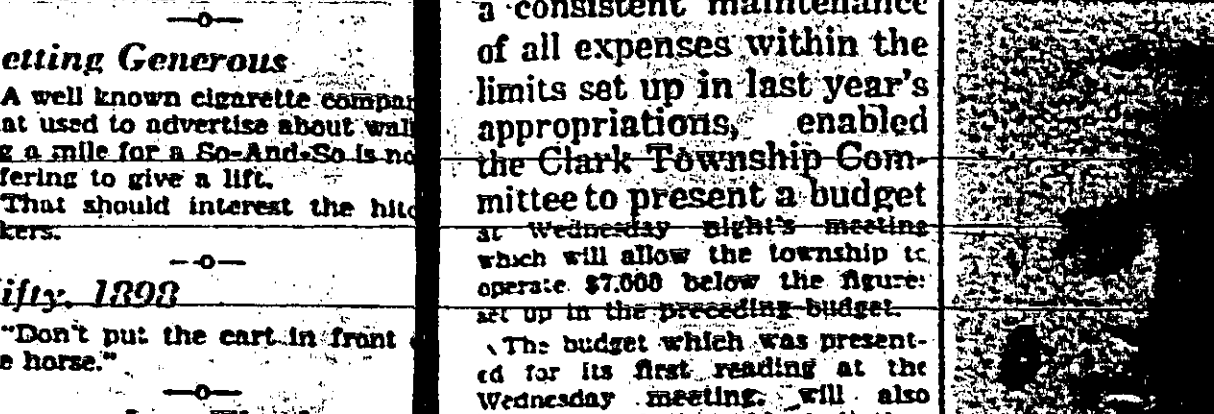 etting Generous
A well known cigarette compan
at used to advertise about walk
g a mile for a So-And-So is no
fering to give a lift.
That should interest the hitc
kers.
ifty, 1898
"Don't put the cart in front
e horse."
a consistent maintenance
of all expenses within the
limits set up in last year's
appropriations, enabled
the Clark Township Com-
mittee to present a budget
at Wednesday night's meeting
which will allow the township to
operate $7,000 below the figures
set up in the preceding budget.
The budget which was present-
ed for its first reading at the
Wednesday meeting, will also